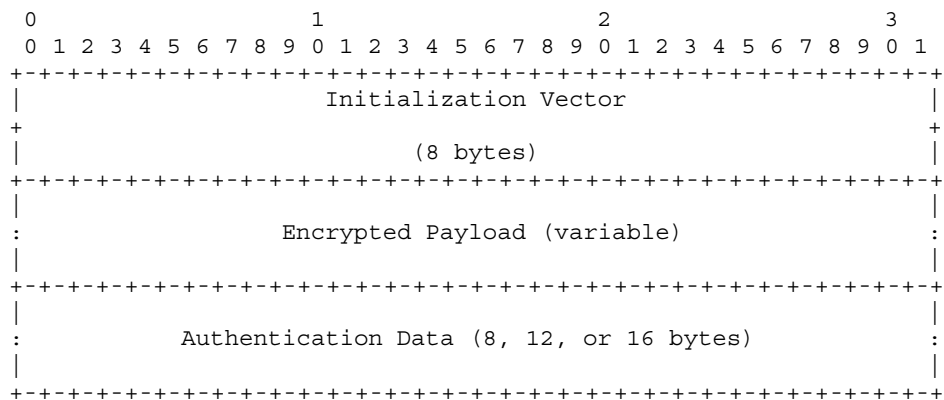 0                   1                   2                   3
 0 1 2 3 4 5 6 7 8 9 0 1 2 3 4 5 6 7 8 9 0 1 2 3 4 5 6 7 8 9 0 1
+-+-+-+-+-+-+-+-+-+-+-+-+-+-+-+-+-+-+-+-+-+-+-+-+-+-+-+-+-+-+-+-+
|                     Initialization Vector                     |
+                                                               +
|                           (8 bytes)                           |
+-+-+-+-+-+-+-+-+-+-+-+-+-+-+-+-+-+-+-+-+-+-+-+-+-+-+-+-+-+-+-+-+
|                                                               |
:                  Encrypted Payload (variable)                 :
|                                                               |
+-+-+-+-+-+-+-+-+-+-+-+-+-+-+-+-+-+-+-+-+-+-+-+-+-+-+-+-+-+-+-+-+
|                                                               |
:           Authentication Data (8, 12, or 16 bytes)            :
|                                                               |
+-+-+-+-+-+-+-+-+-+-+-+-+-+-+-+-+-+-+-+-+-+-+-+-+-+-+-+-+-+-+-+-+